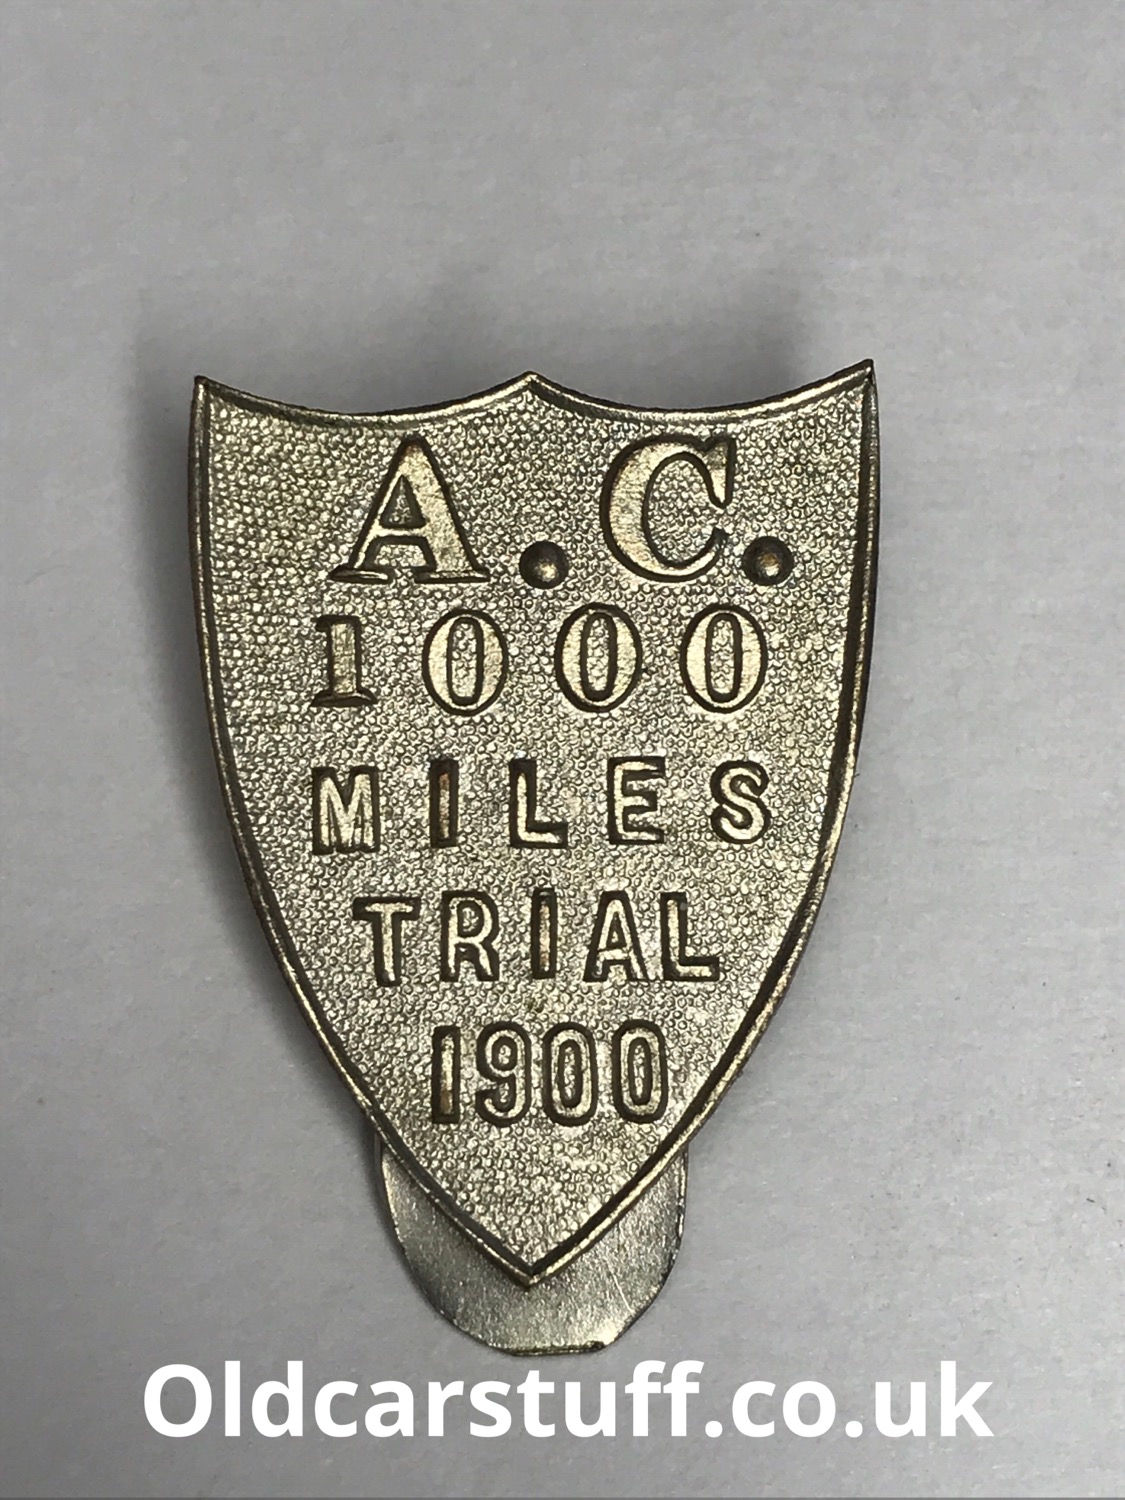 A.C.
1000
MILES
TRIAL
1900
Oldcarstuff.co.uk